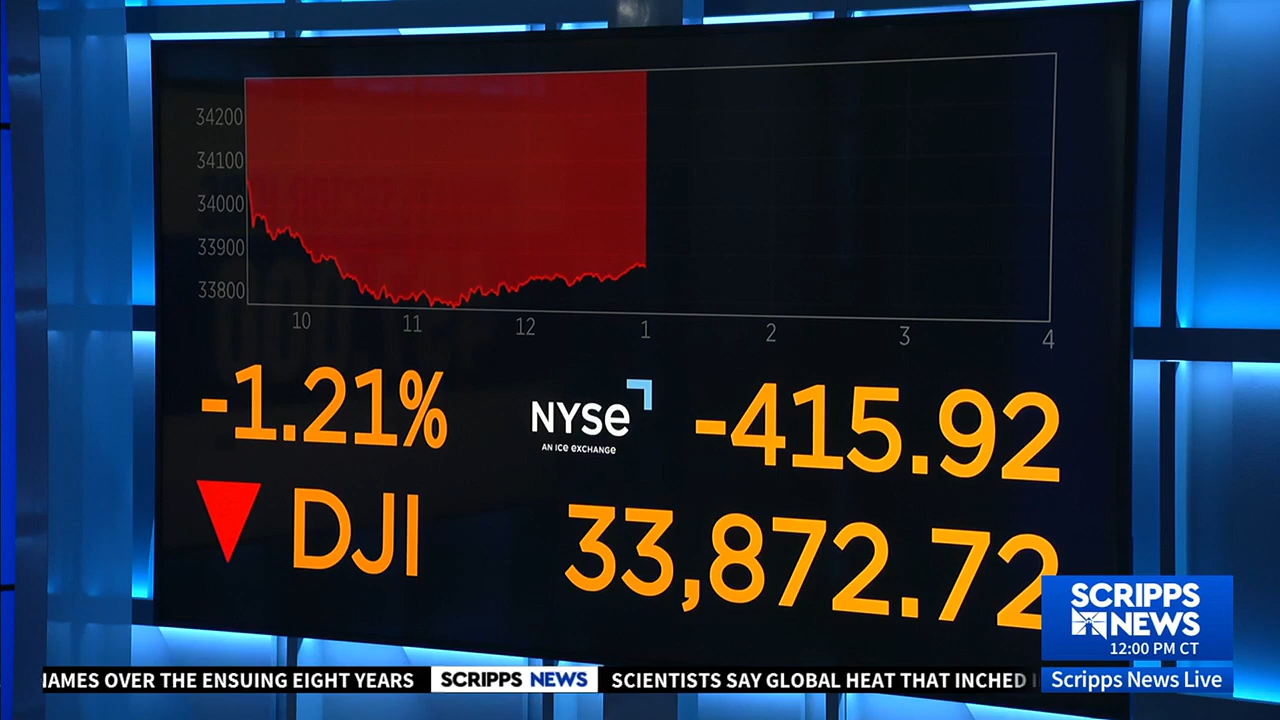 34200
34100
34000
33900
33800
10 11 12 1 2 3 4
-1.21%
NYSE
AN ICE EXCHANGE
-415.92
DJI
33,872.72
SCRIPPS
NEWS
12:00 PM CT
NAMES OVER THE ENSUING EIGHT YEARS SCRIPPS NEWS SCIENTISTS SAY GLOBAL HEAT THAT INCHED
Scripps News Live